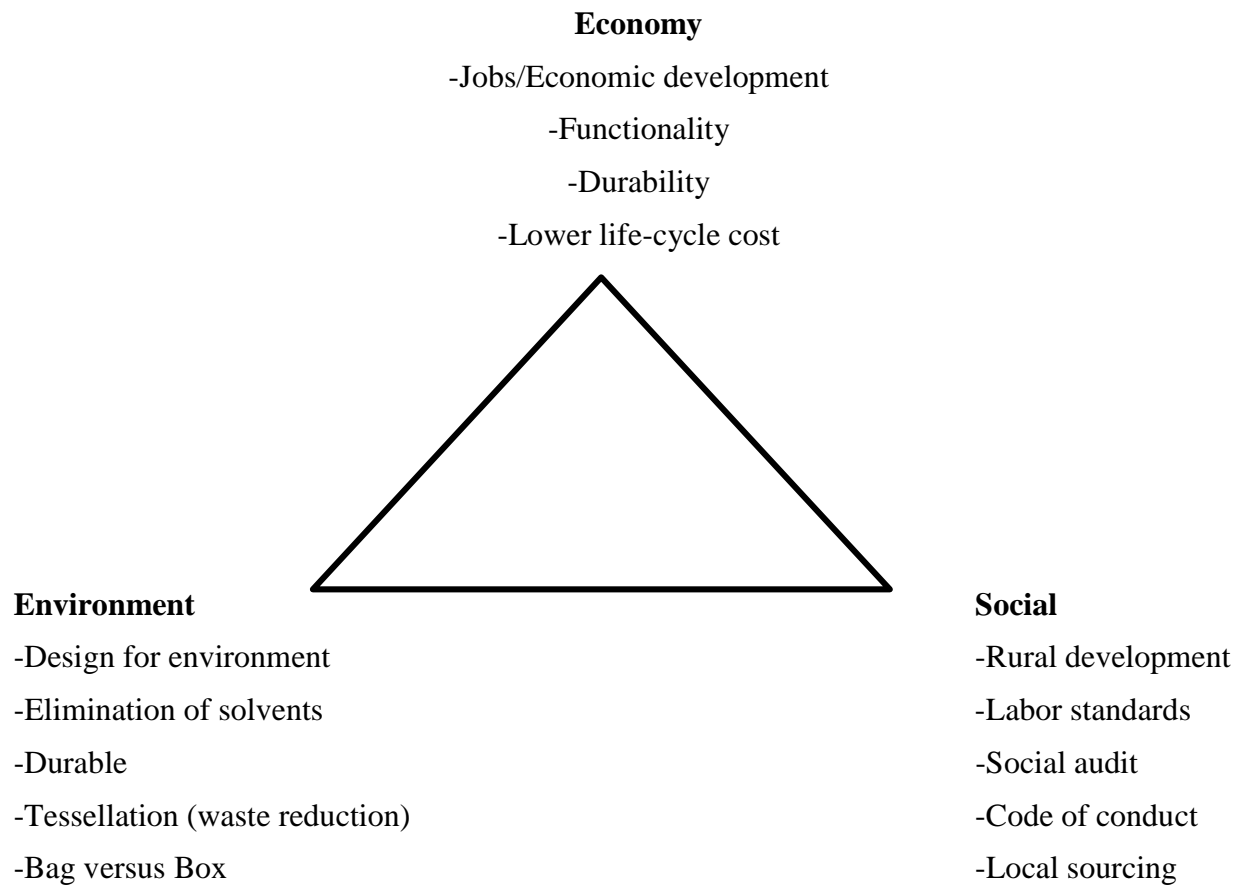 Economy
-Jobs/Economic development
-Functionality
-Durability
-Lower life-cycle cost
Environment
-Design for environment
-Elimination of solvents
-Durable
-Tessellation (waste reduction)
-Bag versus Box
Social
-Rural development
-Labor standards
-Social audit
-Code of conduct
-Local sourcing